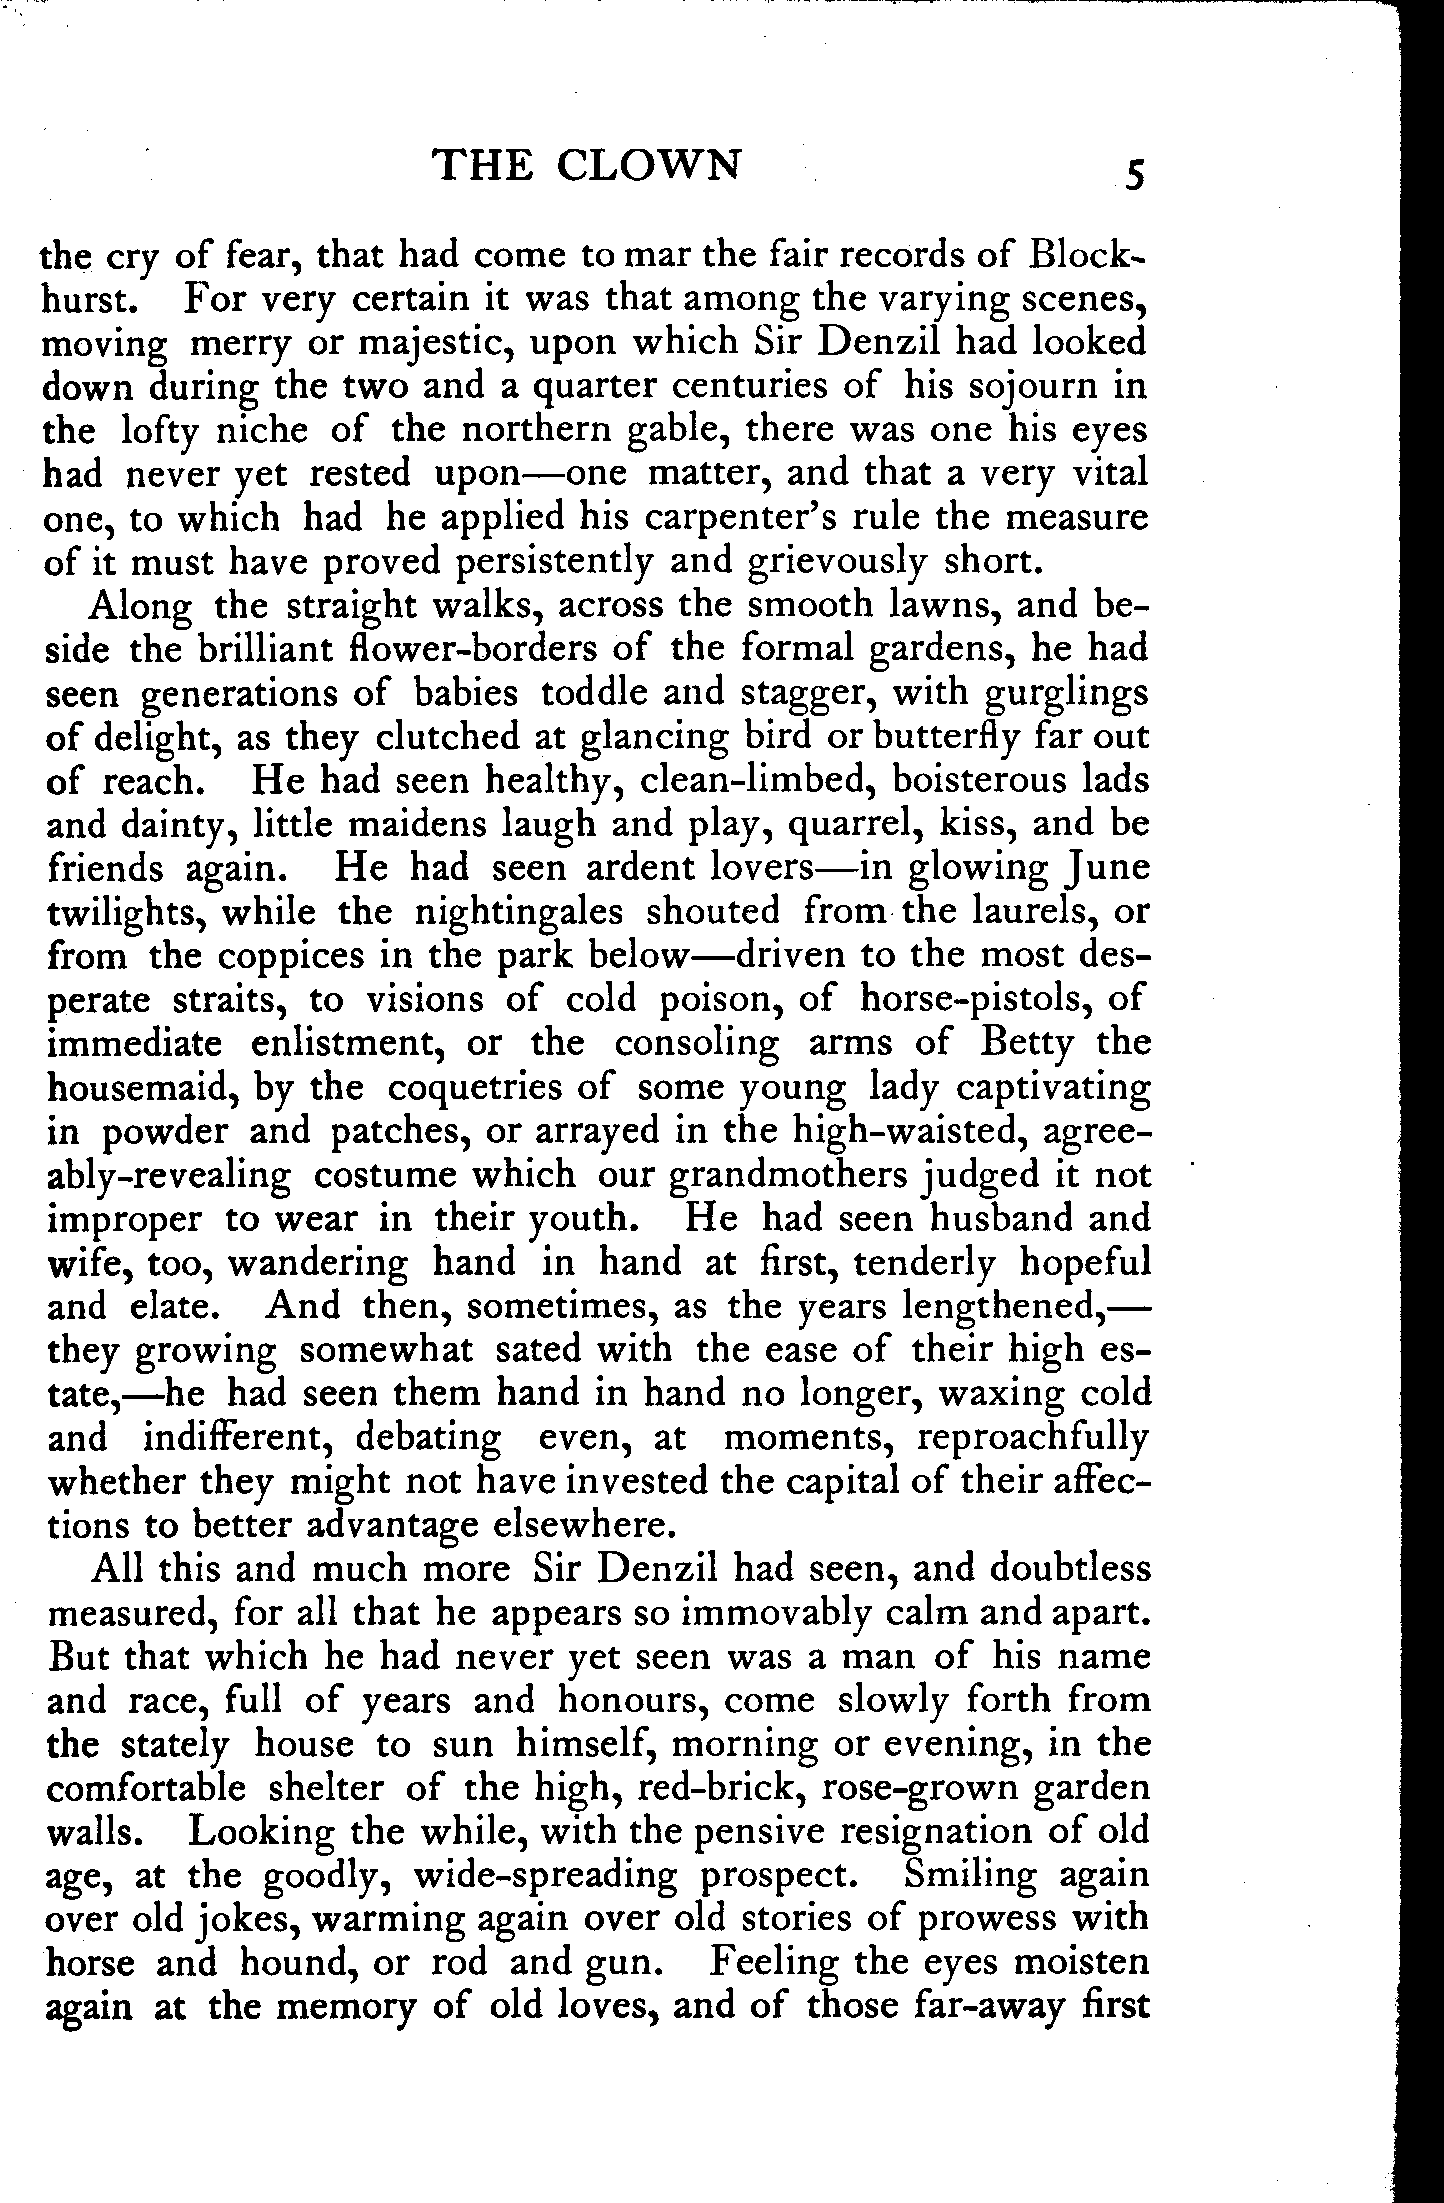 THE CLOWN 5
the cry of fear, that had come to mar the fair records of Block-
hurst. For very certain it was that among the varying scenes,
moving merry or majestic, upon which Sir Denzil had looked
down during the two and a quarter centuries of his sojourn in
the lofty niche of the northern gable, there was one his eyes
had never yet rested upon—one matter, and that a very vital
one, to which had he applied his carpenter's rule the measure
of it must have proved persistently and grievously short.
Along the straight walks, across the smooth lawns, and be-
side the brilliant flower-borders of the formal gardens, he had
seen generations of babies toddle and stagger, with gurglings
of delight, as they clutched at glancing bird or butterfly far out
of reach. He had seen healthy, clean-limbed, boisterous lads
and dainty, little maidens laugh and play, quarrel, kiss, and be
friends again. He had seen ardent lovers—in glowing June
twilights, while the nightingales shouted from the laurels, or
from the coppices in the park below—driven to the most des-
perate straits, to visions of cold poison, of horse-pistols, of
immediate enlistment, or the consoling arms of Betty the
housemaid, by the coquetries of some young lady captivating
in powder and patches, or arrayed in the high-waisted, agree-
ably-revealing costume which our grandmothers judged it not
improper to wear in their youth. He had seen husband and
wife, too, wandering hand in hand at first, tenderly hopeful
and elate. And then, sometimes, as the years lengthened,—
they growing somewhat sated with the ease of their high es-
tate,—he had seen them hand in hand no longer, waxing cold
and indifferent, debating even, at moments, reproachfully
whether they might not have invested the capital of their affec-
tions to better advantage elsewhere.
All this and much more Sir Denzil had seen, and doubtless
measured, for all that he appears so immovably calm and apart.
But that which he had never yet seen was a man of his name
and race, full of years and honours, come slowly forth from
the stately house to sun himself, morning or evening, in the
comfortable shelter of the high, red-brick, rose-grown garden
walls. Looking the while, with the pensive resignation of old
age, at the goodly, wide-spreading prospect. Smiling again
over old jokes, warming again over old stories of prowess with
horse and hound, or rod and gun. Feeling the eyes moisten
again at the memory of old loves, and of those far-away first